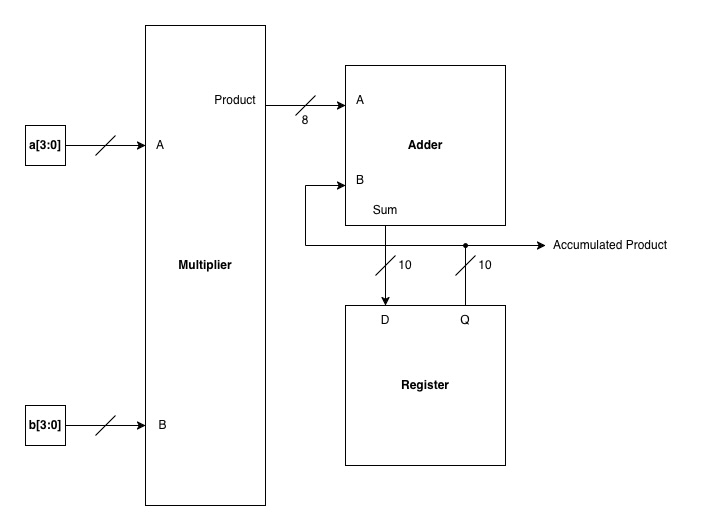 Product
A
8
a[3:0]
A
Adder
B
Sum
Accumulated Product
Multiplier
10
10
D
Q
Register
b[3:0]
B